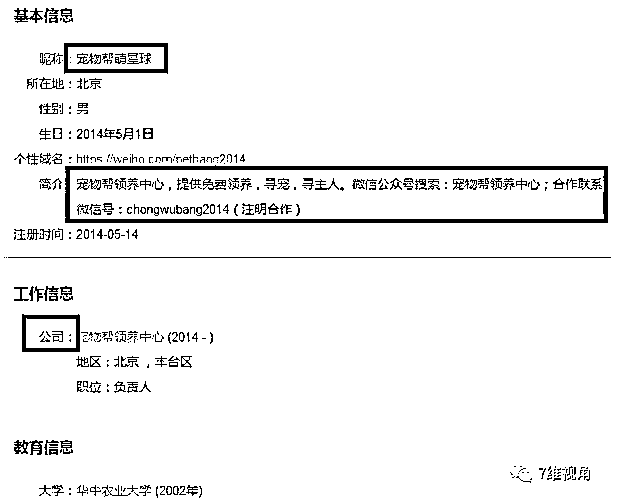 基本信息
昵称：宠物帮萌星球
所在地：北京
性别：男
生日：2014年5月1日
个性域名：https://weibo.com/petbang2014
简介：宠物帮领养中心，提供免费领养，寻宠，寻主人。微信公众号搜索：宠物帮领养中心；合作联系
微信号：chongwubang2014（注明合作）
注册时间：2014-05-14
工作信息
公司：宠物帮领养中心 (2014 - )
地区：北京 ，丰台区
职位：负责人
教育信息
大学：华中农业大学 (2002年)
7维视角